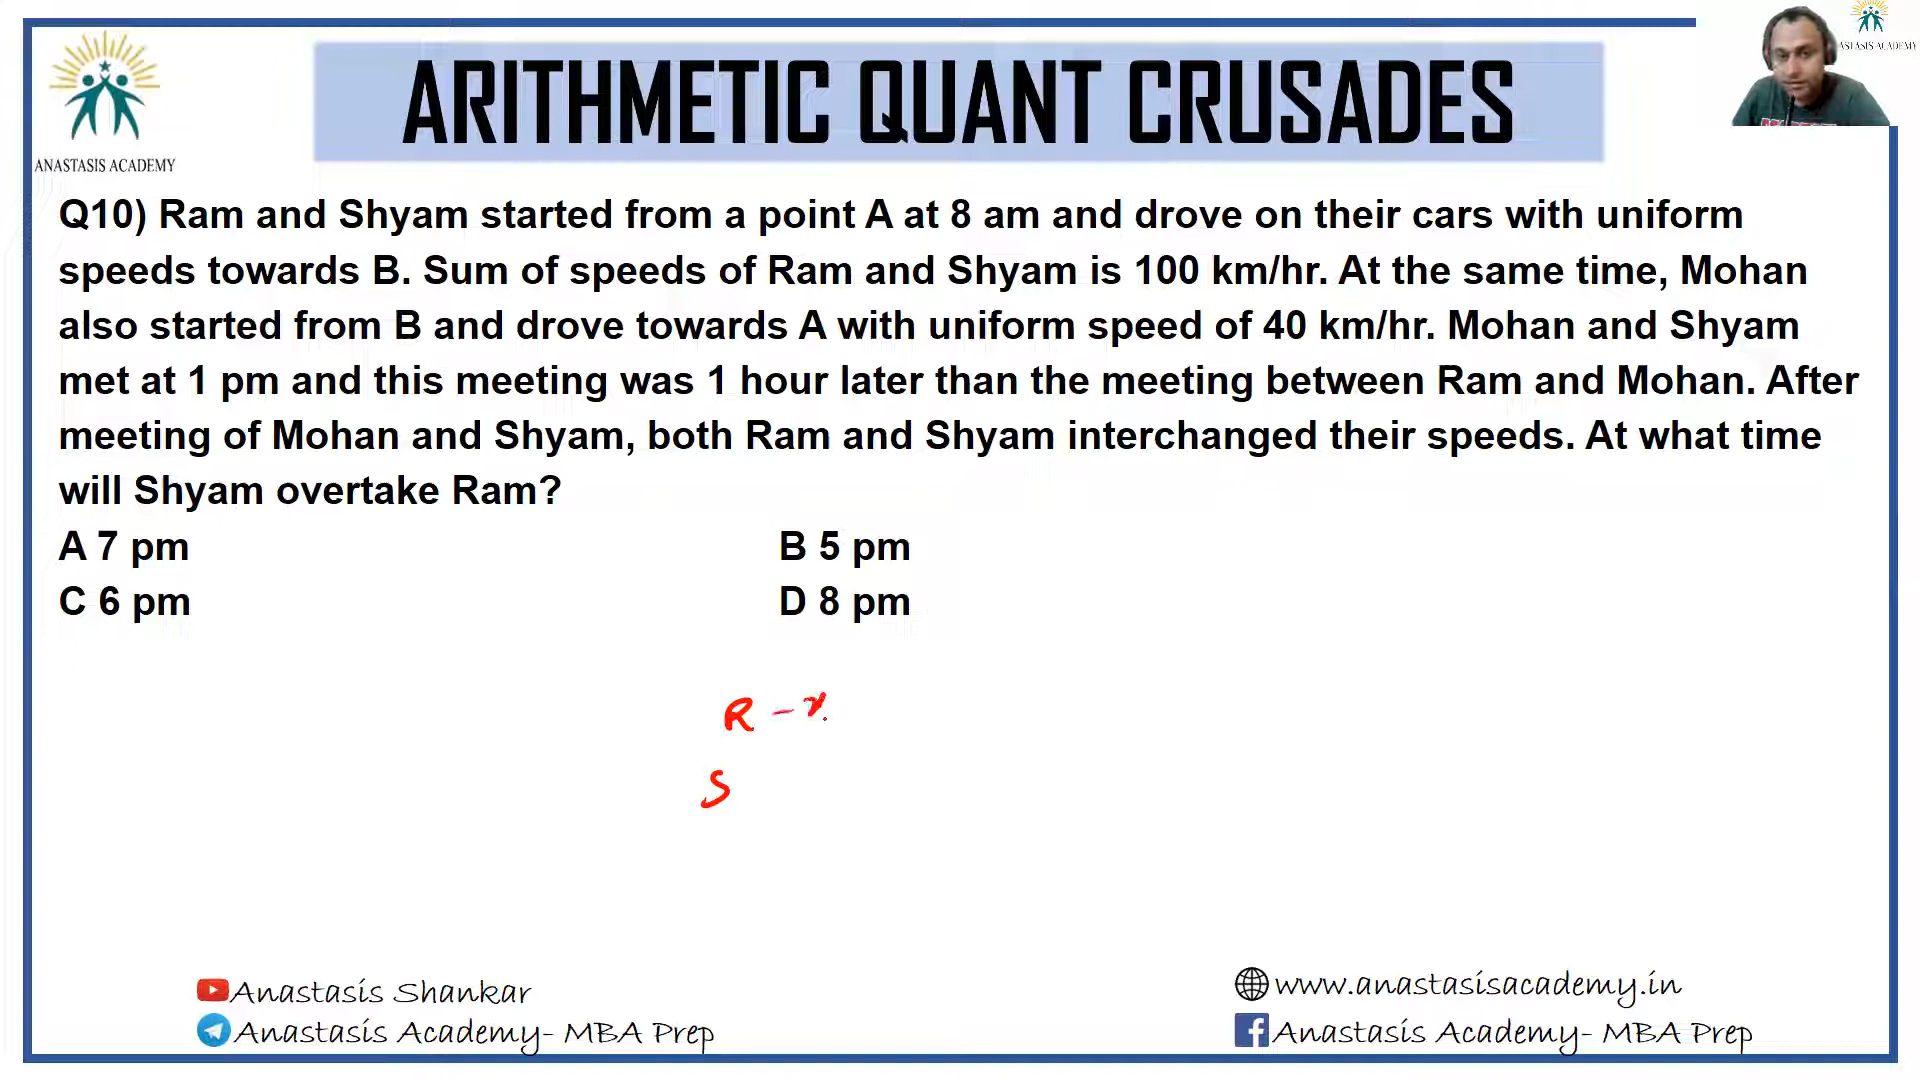 ASTASIS ACADEMY
ARITHMETIC QUANT CRUSADES
ANASTASIS ACADEMY
Q10) Ram and Shyam started from a point A at 8 am and drove on their cars with uniform
speeds towards B. Sum of speeds of Ram and Shyam is 100 km/hr. At the same time, Mohan
also started from B and drove towards A with uniform speed of 40 km/hr. Mohan and Shyam
met at 1 pm and this meeting was 1 hour later than the meeting between Ram and Mohan. After
meeting of Mohan and Shyam, both Ram and Shyam interchanged their speeds. At what time
will Shyam overtake Ram?
A 7 pm B 5 pm
C 6 pm D 8 pm
R - x
S
Anastasis Shankar www.anastasisacademy.in
Anastasis Academy- MBA Prep Anastasis Academy- MBA Prep